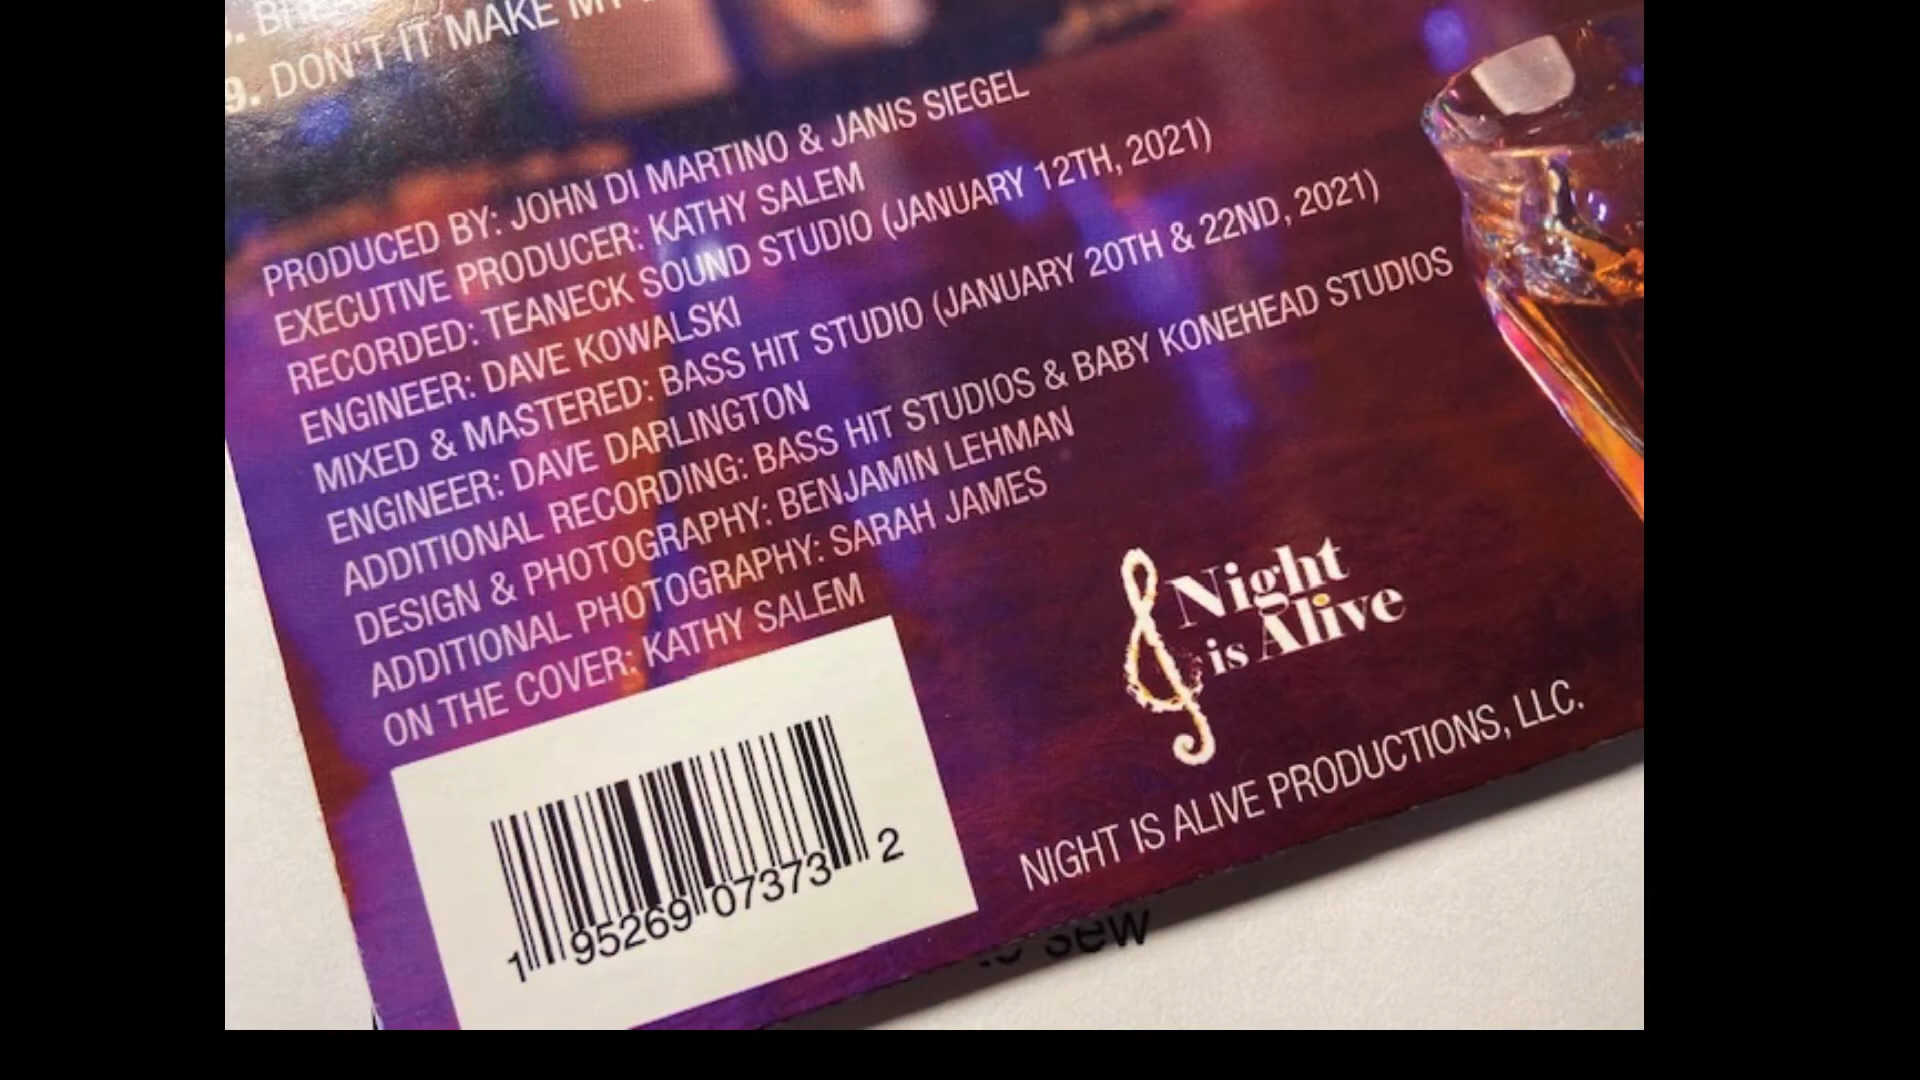 9. DON'T IT MAKE MY
PRODUCED BY: JOHN DI MARTINO & JANIS SIEGEL
EXECUTIVE PRODUCER: KATHY SALEM
RECORDED: TEANECK SOUND STUDIO (JANUARY 12TH, 2021)
ENGINEER: DAVE KOWALSKI
MIXED & MASTERED: BASS HIT STUDIO (JANUARY 20TH & 22ND, 2021)
ENGINEER: DAVE DARLINGTON
ADDITIONAL RECORDING: BASS HIT STUDIOS & BABY KONEHEAD STUDIOS
DESIGN & PHOTOGRAPHY: BENJAMIN LEHMAN
ADDITIONAL PHOTOGRAPHY: SARAH JAMES
ON THE COVER: KATHY SALEM
Night
is Alive
NIGHT IS ALIVE PRODUCTIONS, LLC.
1 95269 07373 2
sew